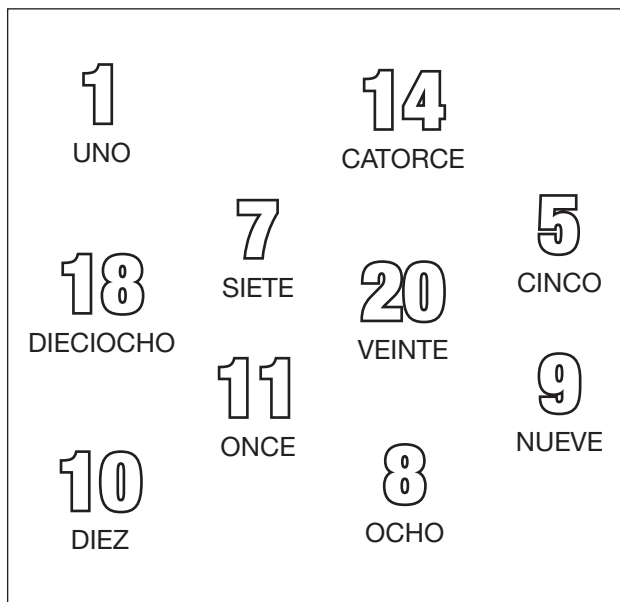 1
UNO
14
CATORCE
7
SIETE
5
CINCO
18
DIECIOCHO
20
VEINTE
11
ONCE
9
NUEVE
10
DIEZ
8
OCHO